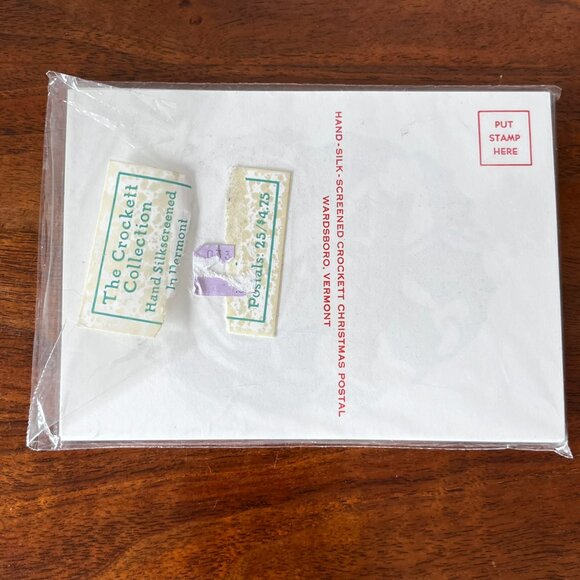 The Crockett
Collection
Hand Silkscreened
In Vermont
Postals: 25/$4.75
HAND-SILK-SCREENED CROCKETT CHRISTMAS POSTAL
WARDSBORO, VERMONT
PUT
STAMP
HERE